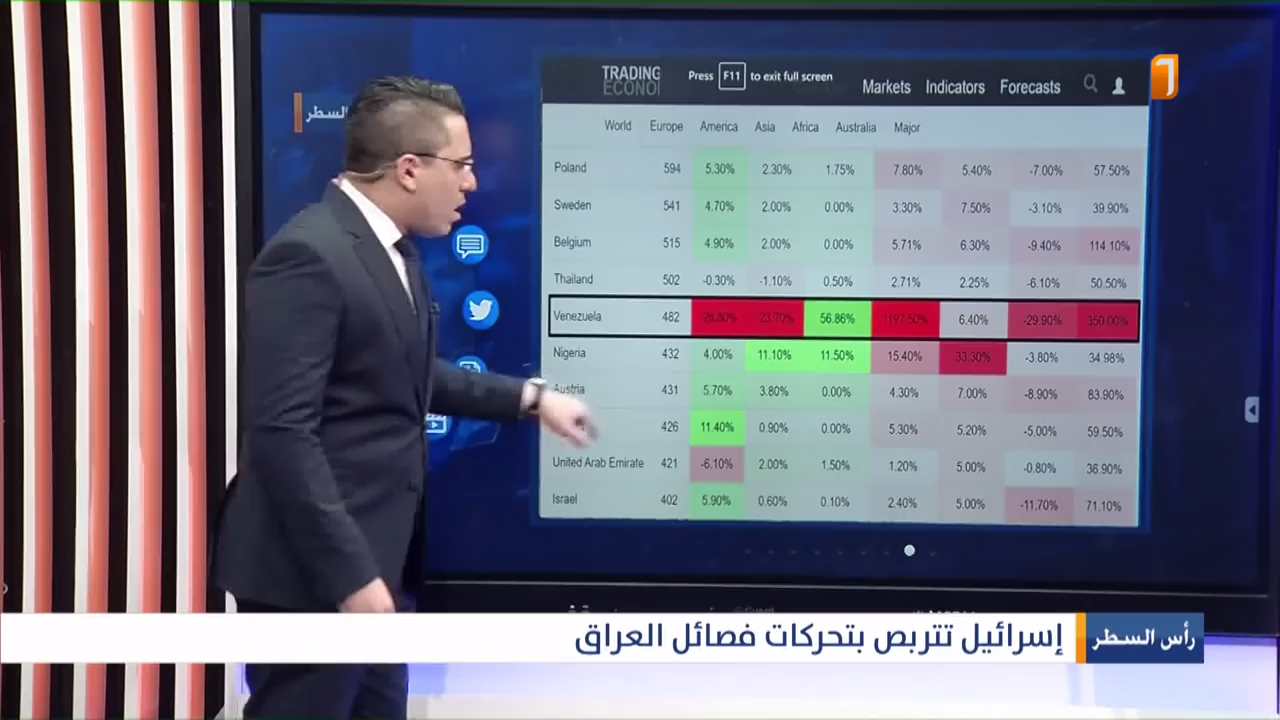 TRADING
ECONO
Press F11 to exit full screen
Markets Indicators Forecasts
World Europe America Asia Africa Australia Major
السطر
Poland 594 5.30% 2.30% 1.75% 7.80% 5.40% -7.00% 57.50%
Sweden 541 4.70% 2.00% 0.00% 3.30% 7.50% -3.10% 39.90%
Belgium 515 4.90% 2.00% 0.00% 5.71% 6.30% -9.40% 114.10%
Thailand 502 -0.30% -1.10% 0.50% 2.71% 2.25% -6.10% 50.50%
Venezuela 482 -23.70% 56.86% 1197.50% 6.40% -29.90% 350.00%
Nigeria 432 4.00% 11.10% 11.50% 15.40% 33.30% -3.80% 34.98%
Austria 431 5.70% 3.80% 0.00% 4.30% 7.00% -8.90% 83.90%
426 11.40% 0.90% 0.00% 5.30% 5.20% -5.00% 59.50%
United Arab Emirate 421 -6.10% 2.00% 1.50% 1.20% 5.00% -0.80% 36.90%
Israel 402 5.90% 0.60% 0.10% 2.40% 5.00% -11.70% 71.10%
رأس السطر
إسرائيل تتربص بتحركات فصائل العراق